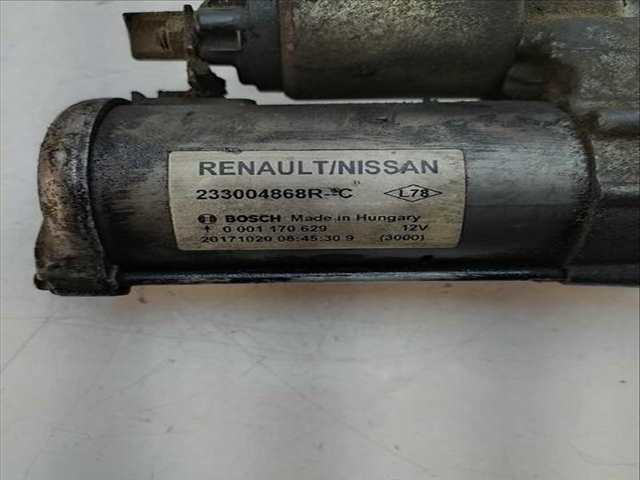 RENAULT/NISSAN
233004868R--C L78
BOSCH Made in Hungary
0 001 170 629 12V
20171020 08:45:30 9 (3000)